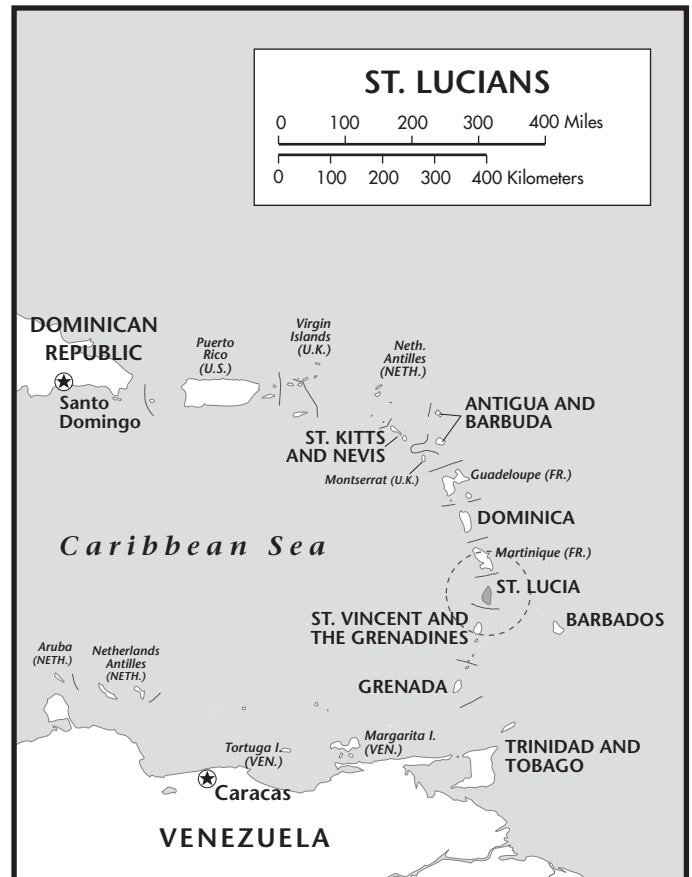 ST. LUCIANS
0 100 200 300 400 Miles
0 100 200 300 400 Kilometers
DOMINICAN
REPUBLIC
Santo
Domingo
Puerto
Rico
(U.S.)
Virgin
Islands
(U.K.)
Neth.
Antilles
(NETH.)
ANTIGUA AND
BARBUDA
ST. KITTS
AND NEVIS
Montserrat (U.K.)
Guadeloupe (FR.)
DOMINICA
Caribbean Sea
Martinique (FR.)
ST. LUCIA
ST. VINCENT AND
THE GRENADINES
BARBADOS
Aruba
(NETH.)
Netherlands
Antilles
(NETH.)
GRENADA
Tortuga I.
(VEN.)
Margarita I.
(VEN.)
TRINIDAD AND
TOBAGO
Caracas
VENEZUELA